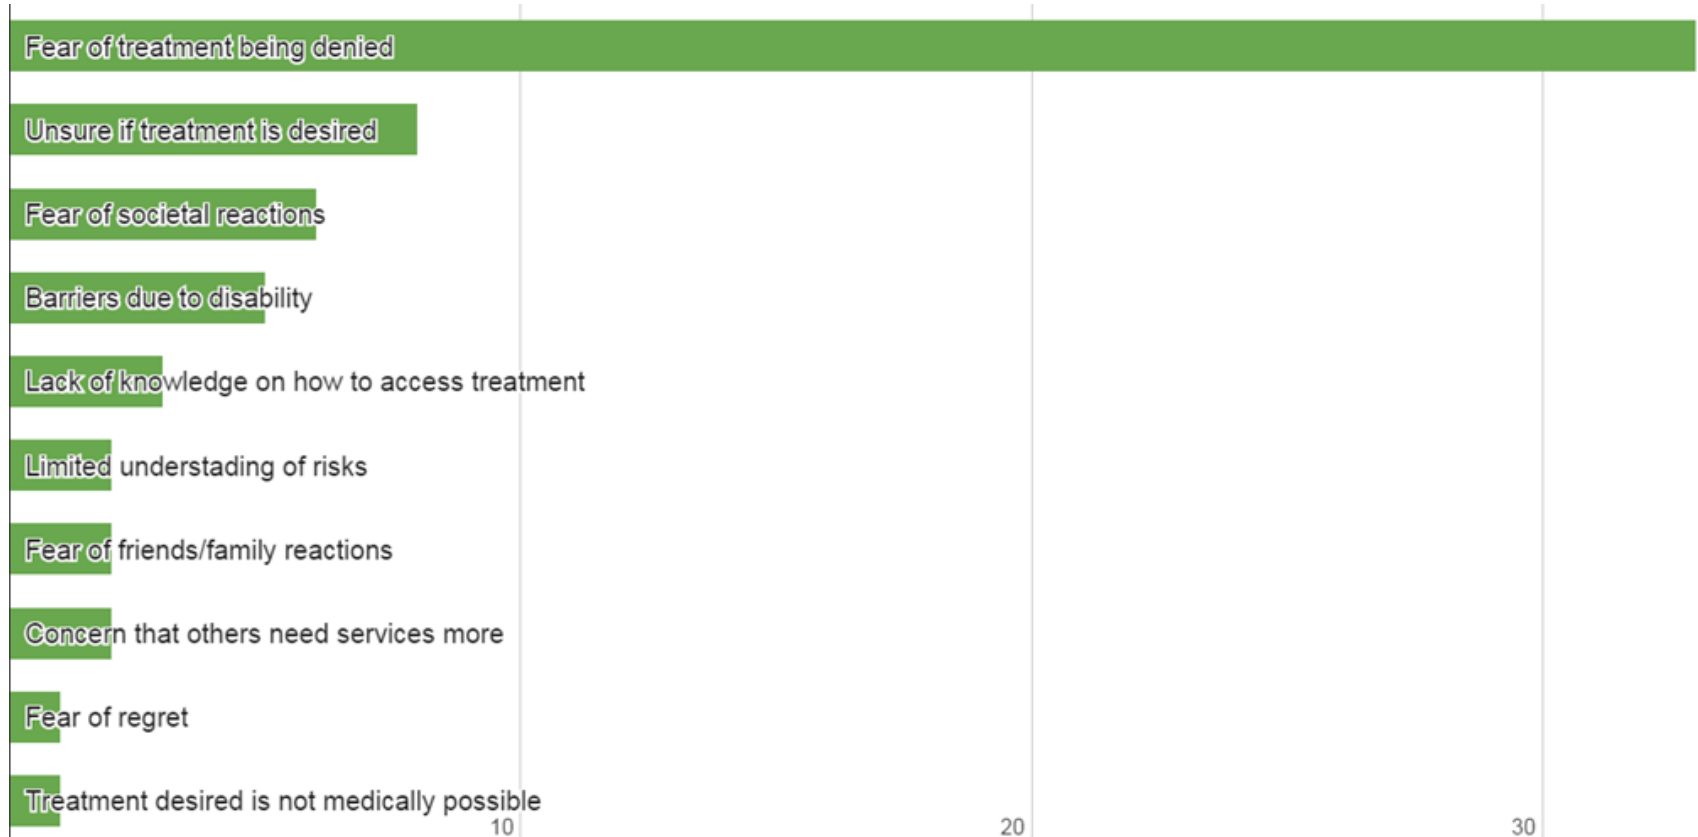 Fear of treatment being denied
Unsure if treatment is desired
Fear of societal reactions
Barriers due to disability
Lack of knowledge on how to access treatment
Limited understading of risks
Fear of friends/family reactions
Concern that others need services more
Fear of regret
Treatment desired is not medically possible
10 20 30